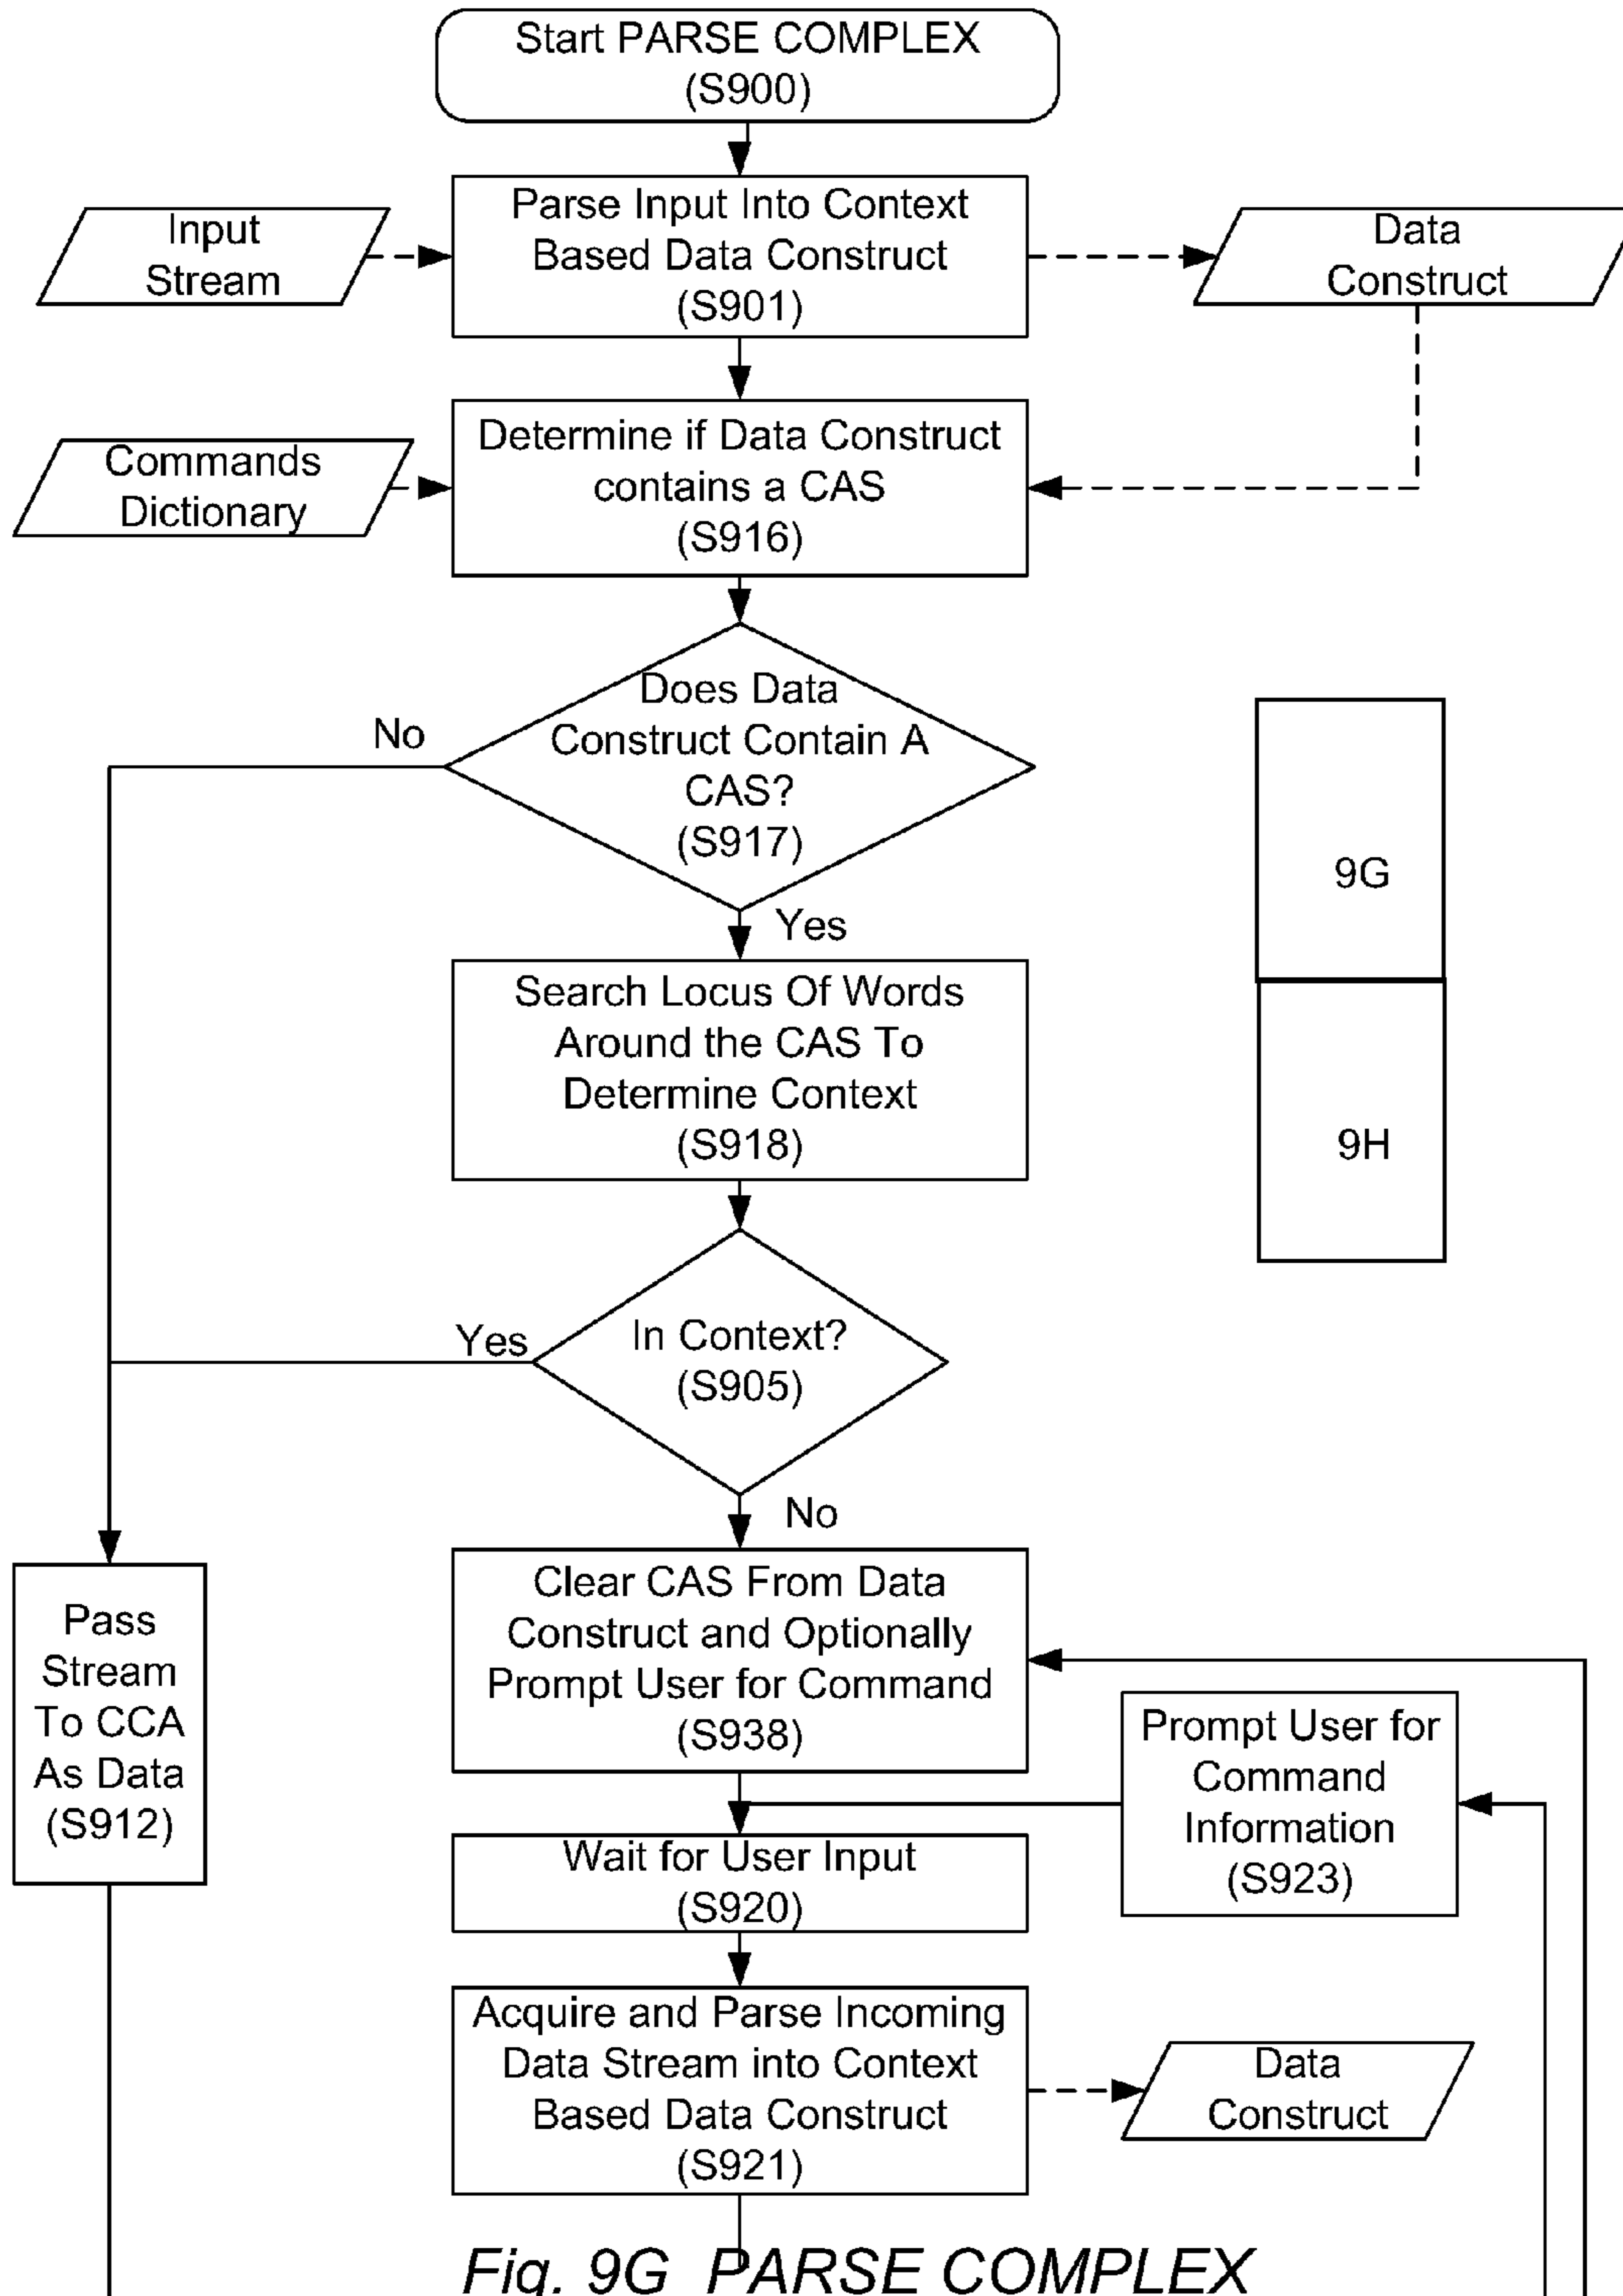 Start PARSE COMPLEX
(S900)
Input
Stream
Parse Input Into Context
Based Data Construct
(S901)
Data
Construct
Commands
Dictionary
Determine if Data Construct
contains a CAS
(S916)
Does Data
Construct Contain A
CAS?
(S917)
No
Yes
9G
Search Locus Of Words
Around the CAS To
Determine Context
(S918)
9H
In Context?
(S905)
Yes
No
Pass
Stream
To CCA
As Data
(S912)
Clear CAS From Data
Construct and Optionally
Prompt User for Command
(S938)
Prompt User for
Command
Information
(S923)
Wait for User Input
(S920)
Acquire and Parse Incoming
Data Stream into Context
Based Data Construct
(S921)
Data
Construct
Fig. 9G PARSE COMPLEX